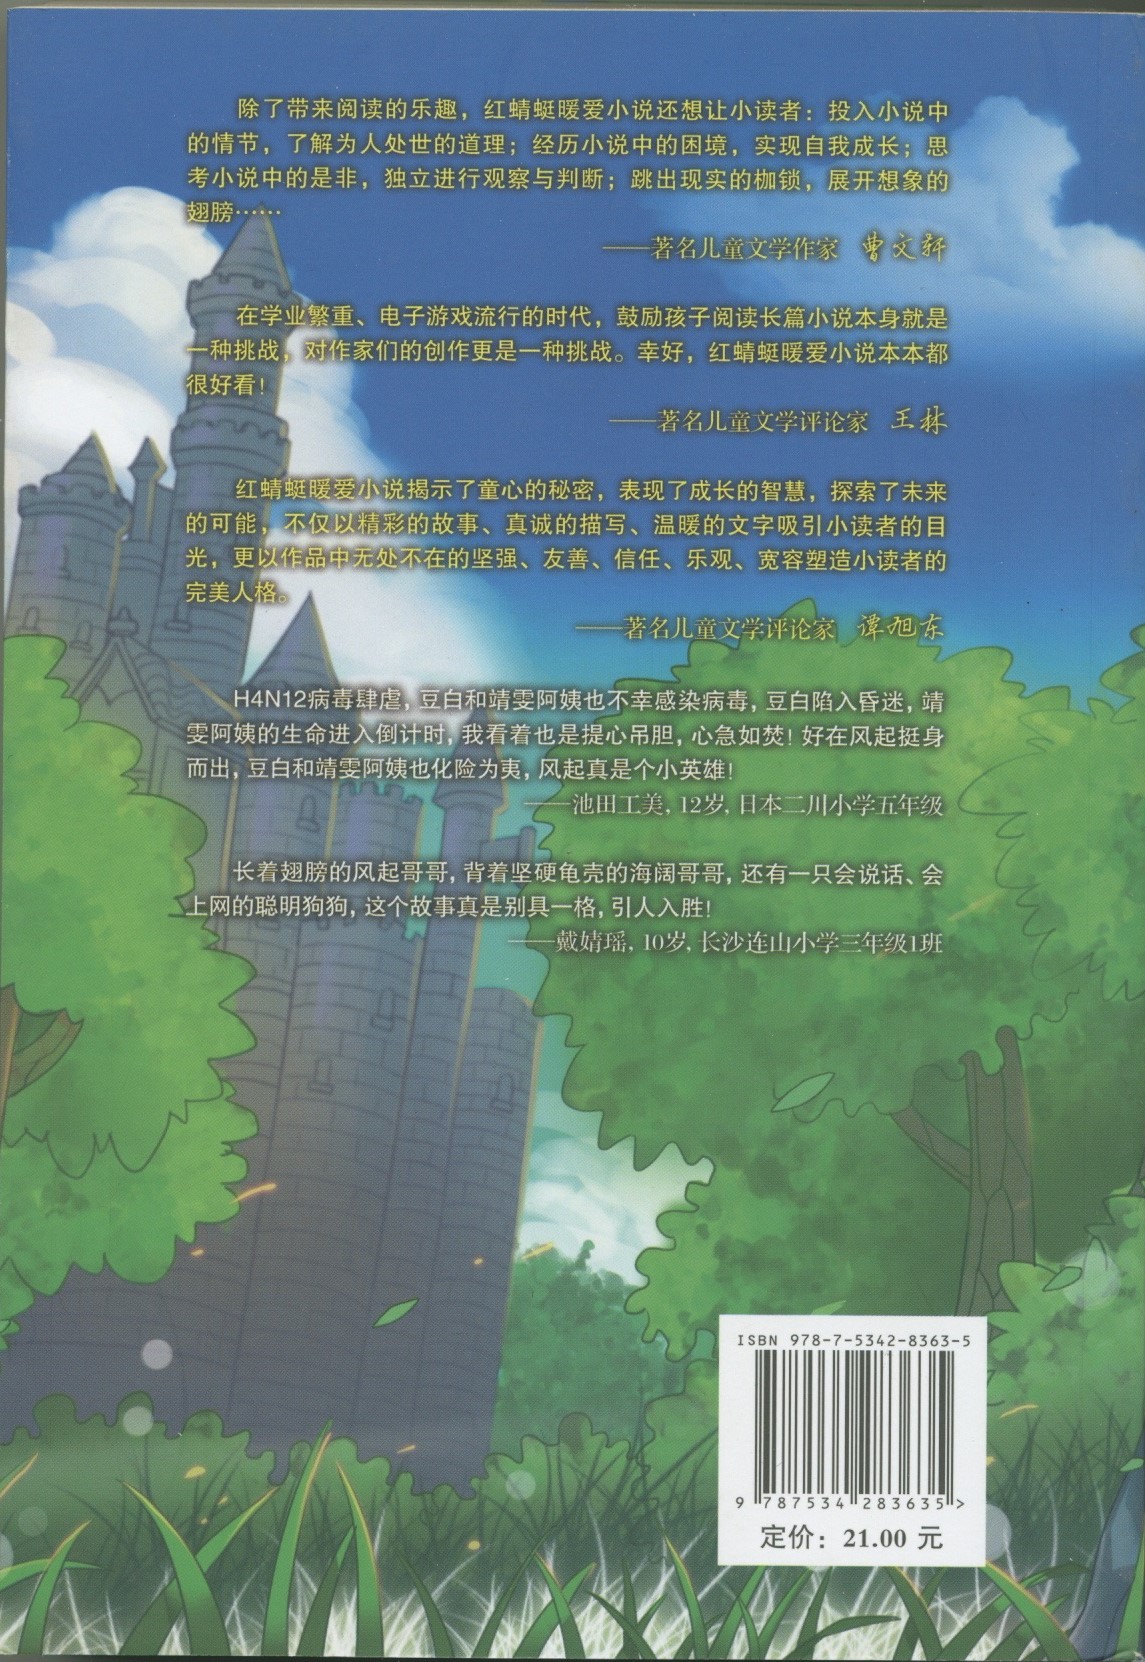 除了带来阅读的乐趣，红蜻蜓暖爱小说还想让小读者：投入小说中
的情节，了解为人处世的道理；经历小说中的困境，实现自我成长；思
考小说中的是非，独立进行观察与判断；跳出现实的枷锁，展开想象的
翅膀……
——著名儿童文学作家 曹文轩
在学业繁重、电子游戏流行的时代，鼓励孩子阅读长篇小说本身就是
一种挑战，对作家们的创作更是一种挑战。幸好，红蜻蜓暖爱小说本本都
很好看！
——著名儿童文学评论家 王林
红蜻蜓暖爱小说揭示了童心的秘密，表现了成长的智慧，探索了未来
的可能，不仅以精彩的故事、真诚的描写、温暖的文字吸引小读者的目
光，更以作品中无处不在的坚强、友善、信任、乐观、宽容塑造小读者的
完美人格。
——著名儿童文学评论家 谭旭东
H4N12病毒肆虐，豆白和靖雯阿姨也不幸感染病毒，豆白陷入昏迷，靖
雯阿姨的生命进入倒计时，我看着也是提心吊胆，心急如焚！好在风起挺身
而出，豆白和靖雯阿姨也化险为夷，风起真是个小英雄！
——池田工美，12岁，日本二川小学五年级
长着翅膀的风起哥哥，背着坚硬龟壳的海阔哥哥，还有一只会说话、会
上网的聪明狗狗，这个故事真是别具一格，引人入胜！
——戴婧瑶，10岁，长沙连山小学三年级1班
ISBN 978-7-5342-8363-5
9 787534 283635>
定价：21.00 元